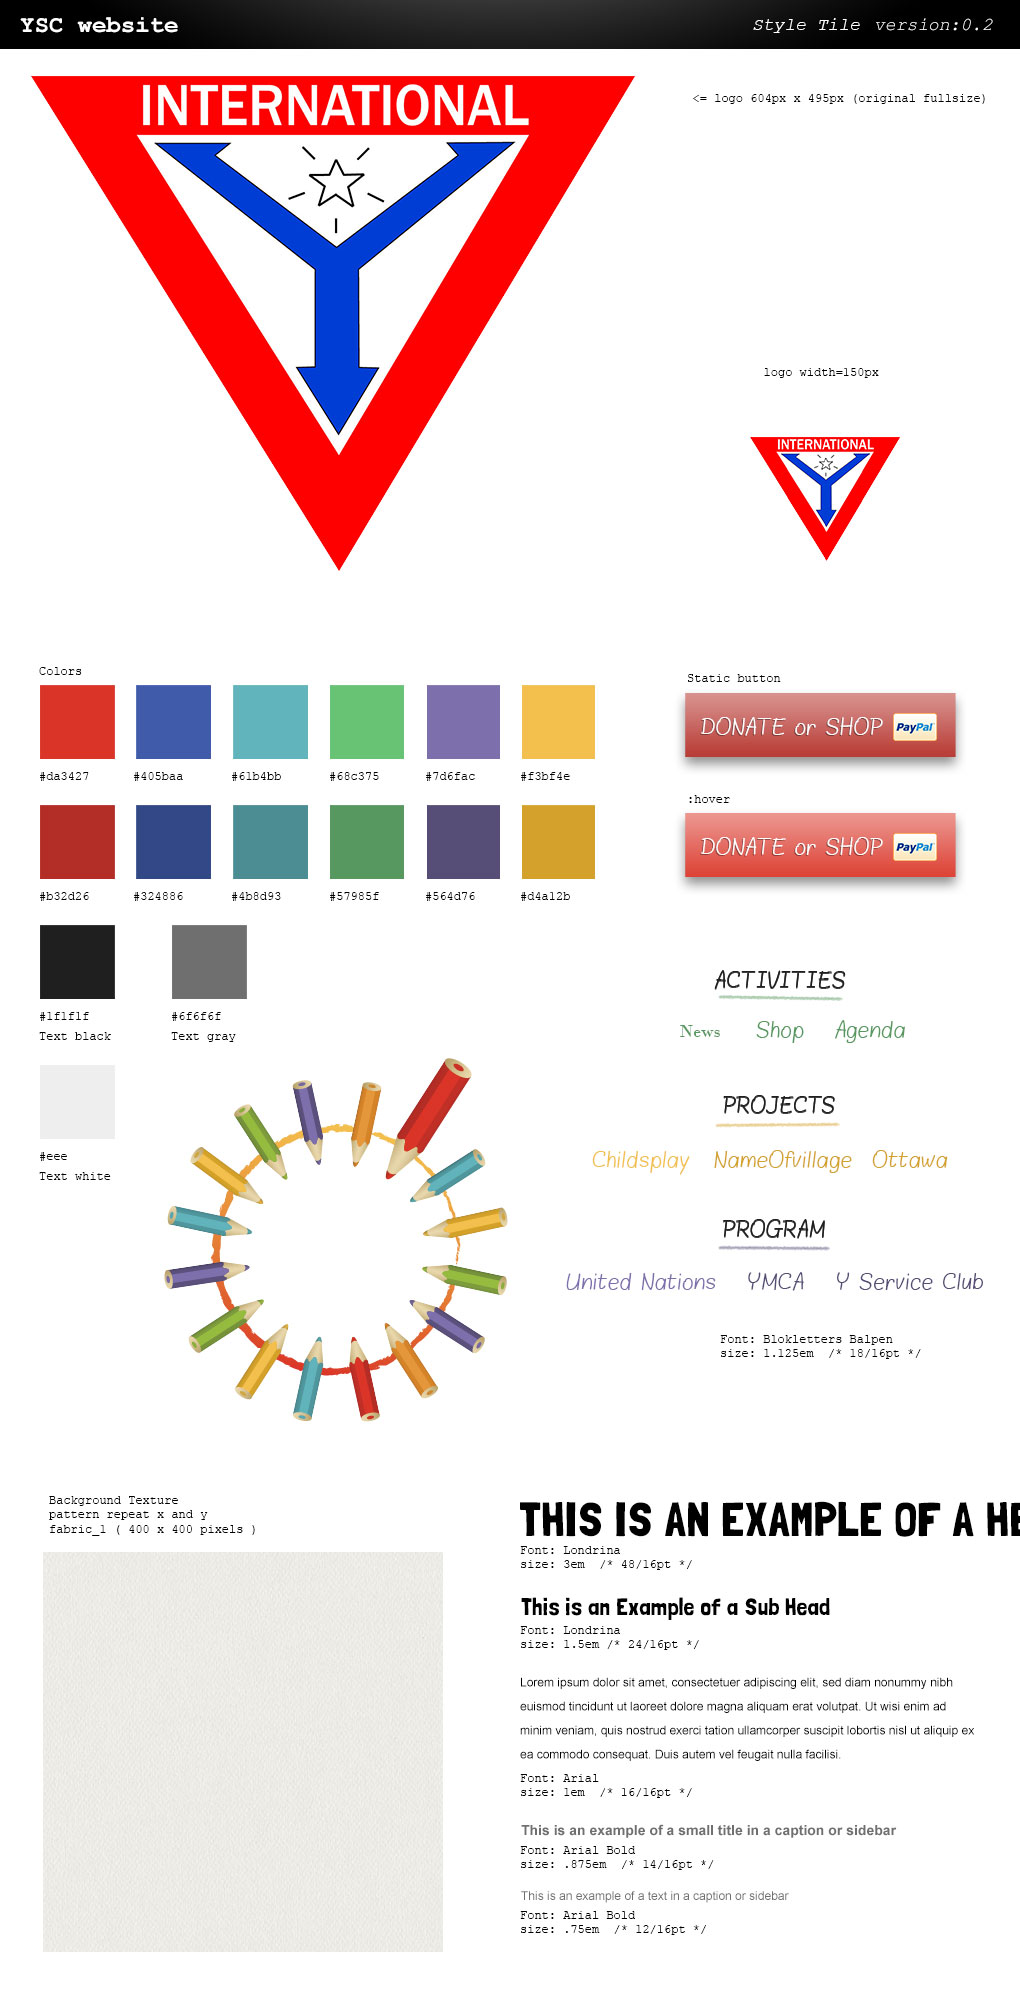 YSC website
Style Tile version:0.2
INTERNATIONAL
<= logo 604px x 495px (original fullsize)
logo width=150px
INTERNATIONAL
Colors
#da3427 #405baa #61b4bb #68c375 #7d6fac #f3bf4e
#b32d26 #324886 #4b8d93 #57985f #564d76 #d4a12b
#1f1f1f #6f6f6f
Text black Text gray
#eee
Text white
Static button
DONATE or SHOP PayPal
:hover
DONATE or SHOP PayPal
ACTIVITIES
News Shop Agenda
PROJECTS
Childsplay NameOfvillage Ottawa
PROGRAM
United Nations YMCA Y Service Club
Font: Blokletters Balpen
size: 1.125em /* 18/16pt */
Background Texture
pattern repeat x and y
fabric_1 ( 400 x 400 pixels )
THIS IS AN EXAMPLE OF A HE
Font: Londrina
size: 3em /* 48/16pt */
This is an Example of a Sub Head
Font: Londrina
size: 1.5em /* 24/16pt */
Lorem ipsum dolor sit amet, consectetuer adipiscing elit, sed diam nonummy nibh
euismod tincidunt ut laoreet dolore magna aliquam erat volutpat. Ut wisi enim ad
minim veniam, quis nostrud exerci tation ullamcorper suscipit lobortis nisl ut aliquip ex
ea commodo consequat. Duis autem vel feugait nulla facilisi.
Font: Arial
size: 1em /* 16/16pt */
This is an example of a small title in a caption or sidebar
Font: Arial Bold
size: .875em /* 14/16pt */
This is an example of a text in a caption or sidebar
Font: Arial Bold
size: .75em /* 12/16pt */